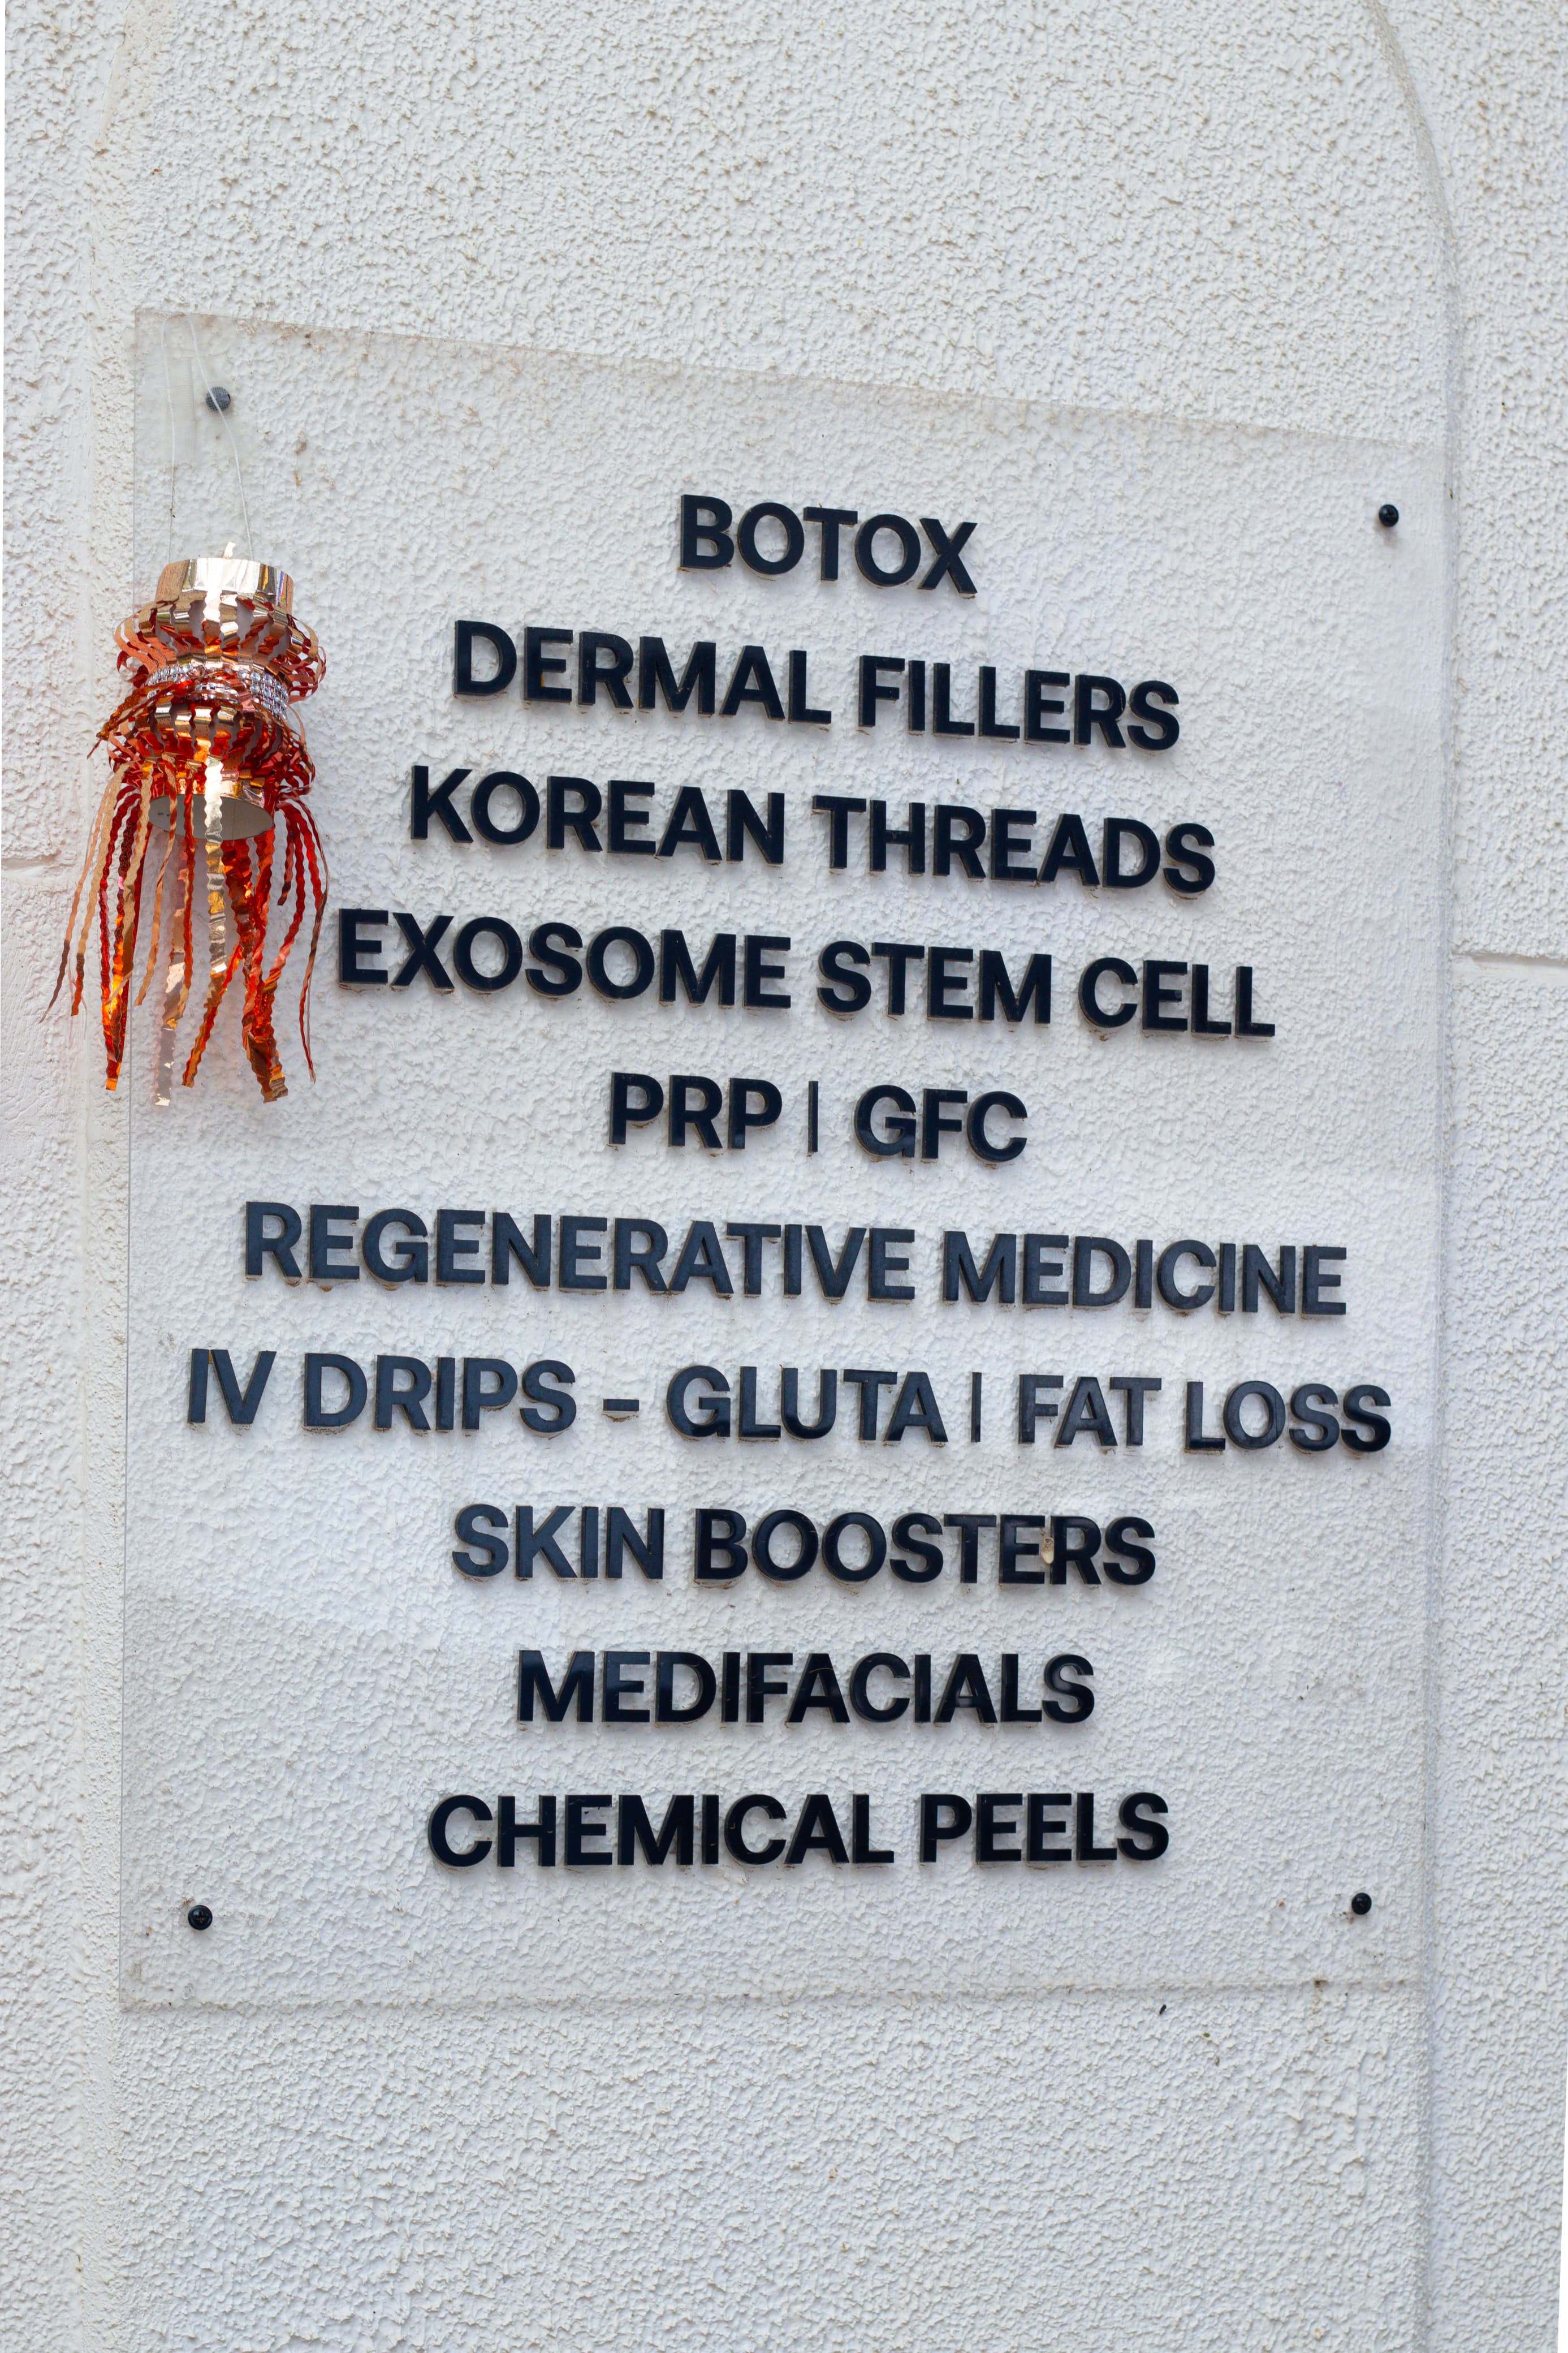 BOTOX
DERMAL FILLERS
KOREAN THREADS
EXOSOME STEM CELL
PRP | GFC
REGENERATIVE MEDICINE
IV DRIPS - GLUTA | FAT LOSS
SKIN BOOSTERS
MEDIFACIALS
CHEMICAL PEELS